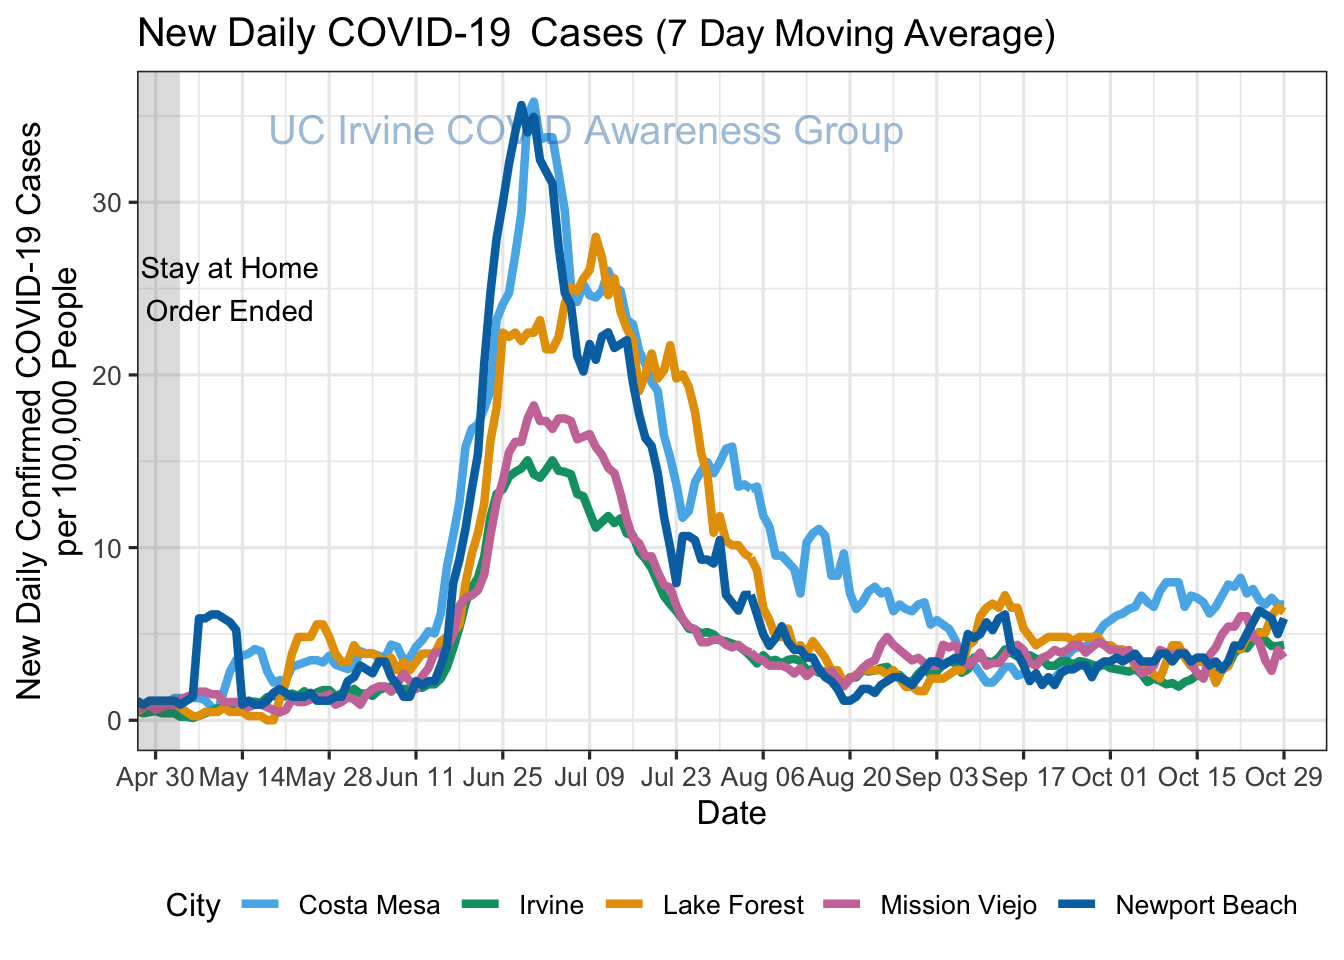 New Daily COVID-19 Cases (7 Day Moving Average)
UC Irvine COVID Awareness Group
Stay at Home
Order Ended
New Daily Confirmed COVID-19 Cases
per 100,000 People
30
20
10
0
Apr 30 May 14 May 28 Jun 11 Jun 25 Jul 09 Jul 23 Aug 06 Aug 20 Sep 03 Sep 17 Oct 01 Oct 15 Oct 29
Date
City Costa Mesa Irvine Lake Forest Mission Viejo Newport Beach